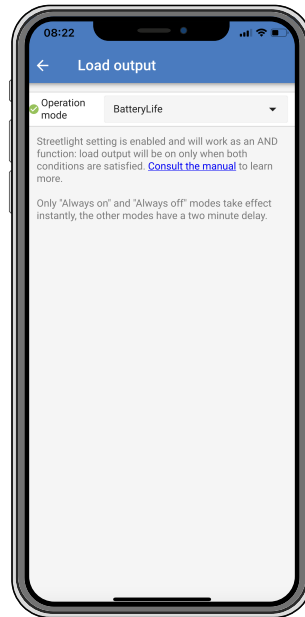 08:22
Load output
Operation
mode
BatteryLife
Streetlight setting is enabled and will work as an AND
function: load output will be on only when both
conditions are satisfied. Consult the manual to learn
more.
Only "Always on" and "Always off" modes take effect
instantly, the other modes have a two minute delay.